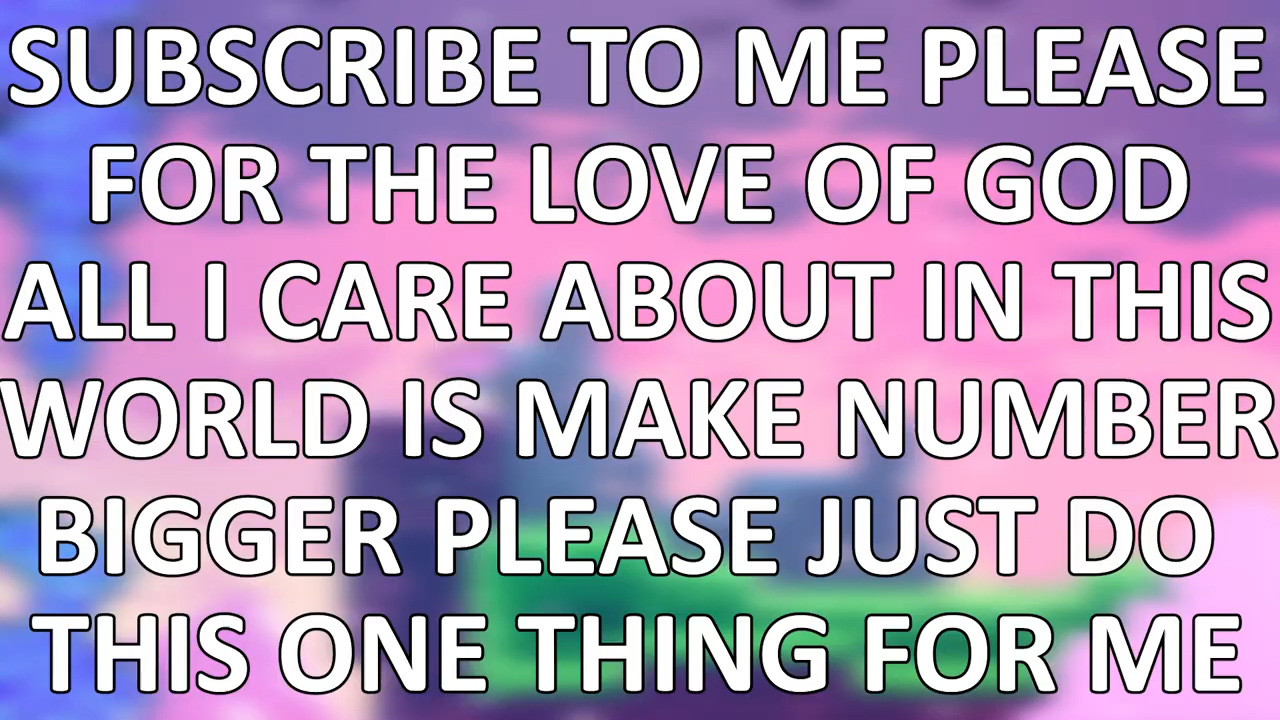 SUBSCRIBE TO ME PLEASE
FOR THE LOVE OF GOD
ALL I CARE ABOUT IN THIS
WORLD IS MAKE NUMBER
BIGGER PLEASE JUST DO
THIS ONE THING FOR ME